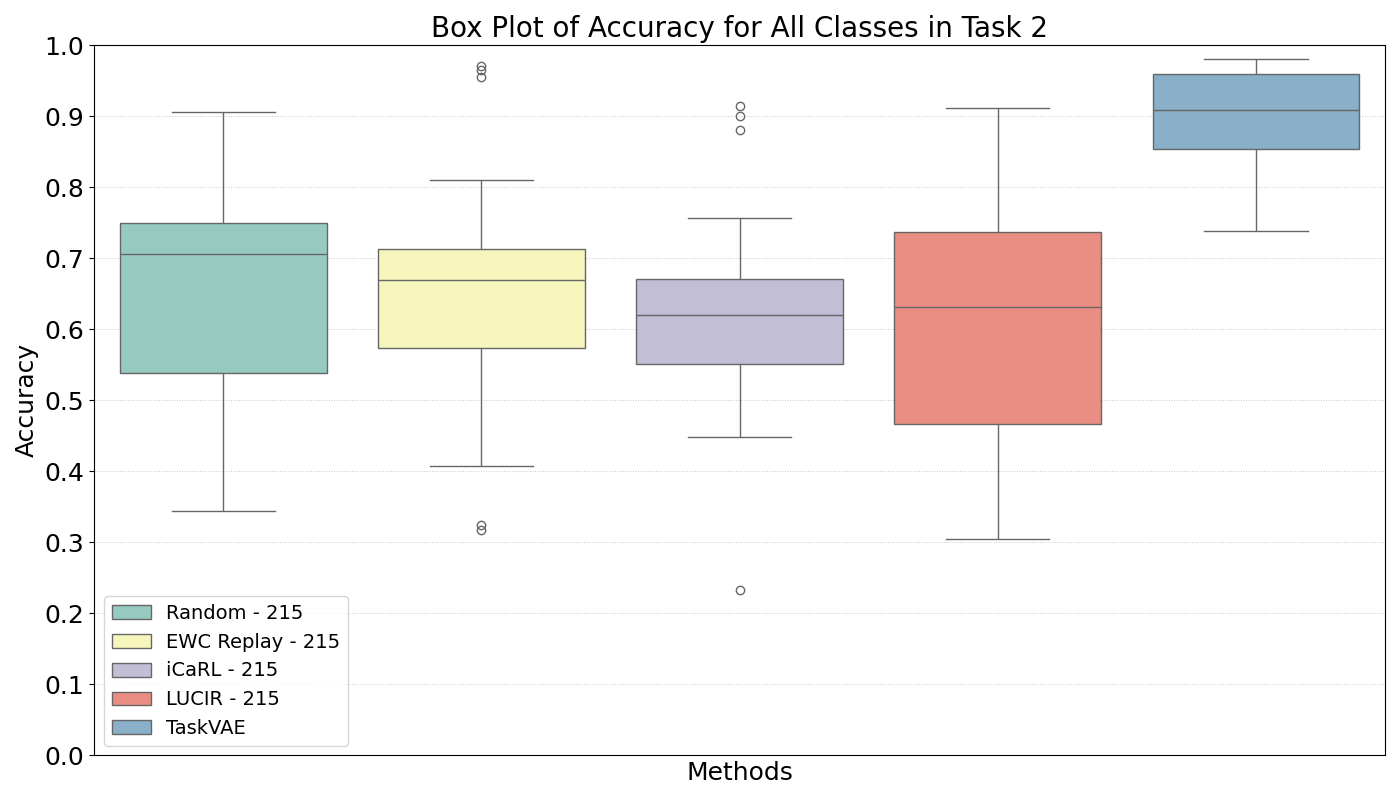 Box Plot of Accuracy for All Classes in Task 2
1.0
0.9
0.8
0.7
0.6
0.5
0.4
0.3
0.2
0.1
0.0
Accuracy
Random - 215
EWC Replay - 215
iCaRL - 215
LUCIR - 215
TaskVAE
Methods